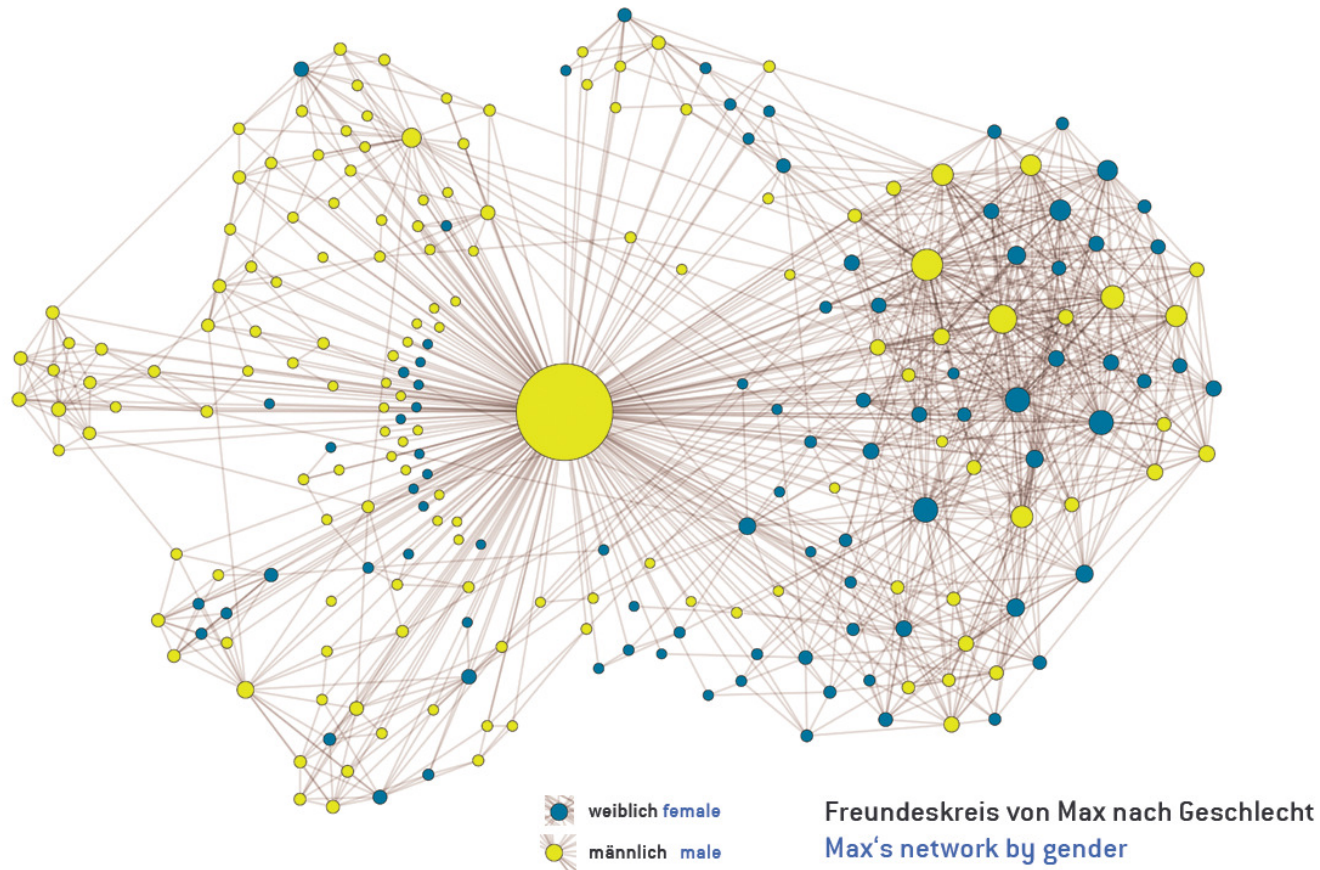 weiblich female
männlich male
Freundeskreis von Max nach Geschlecht
Max‘s network by gender